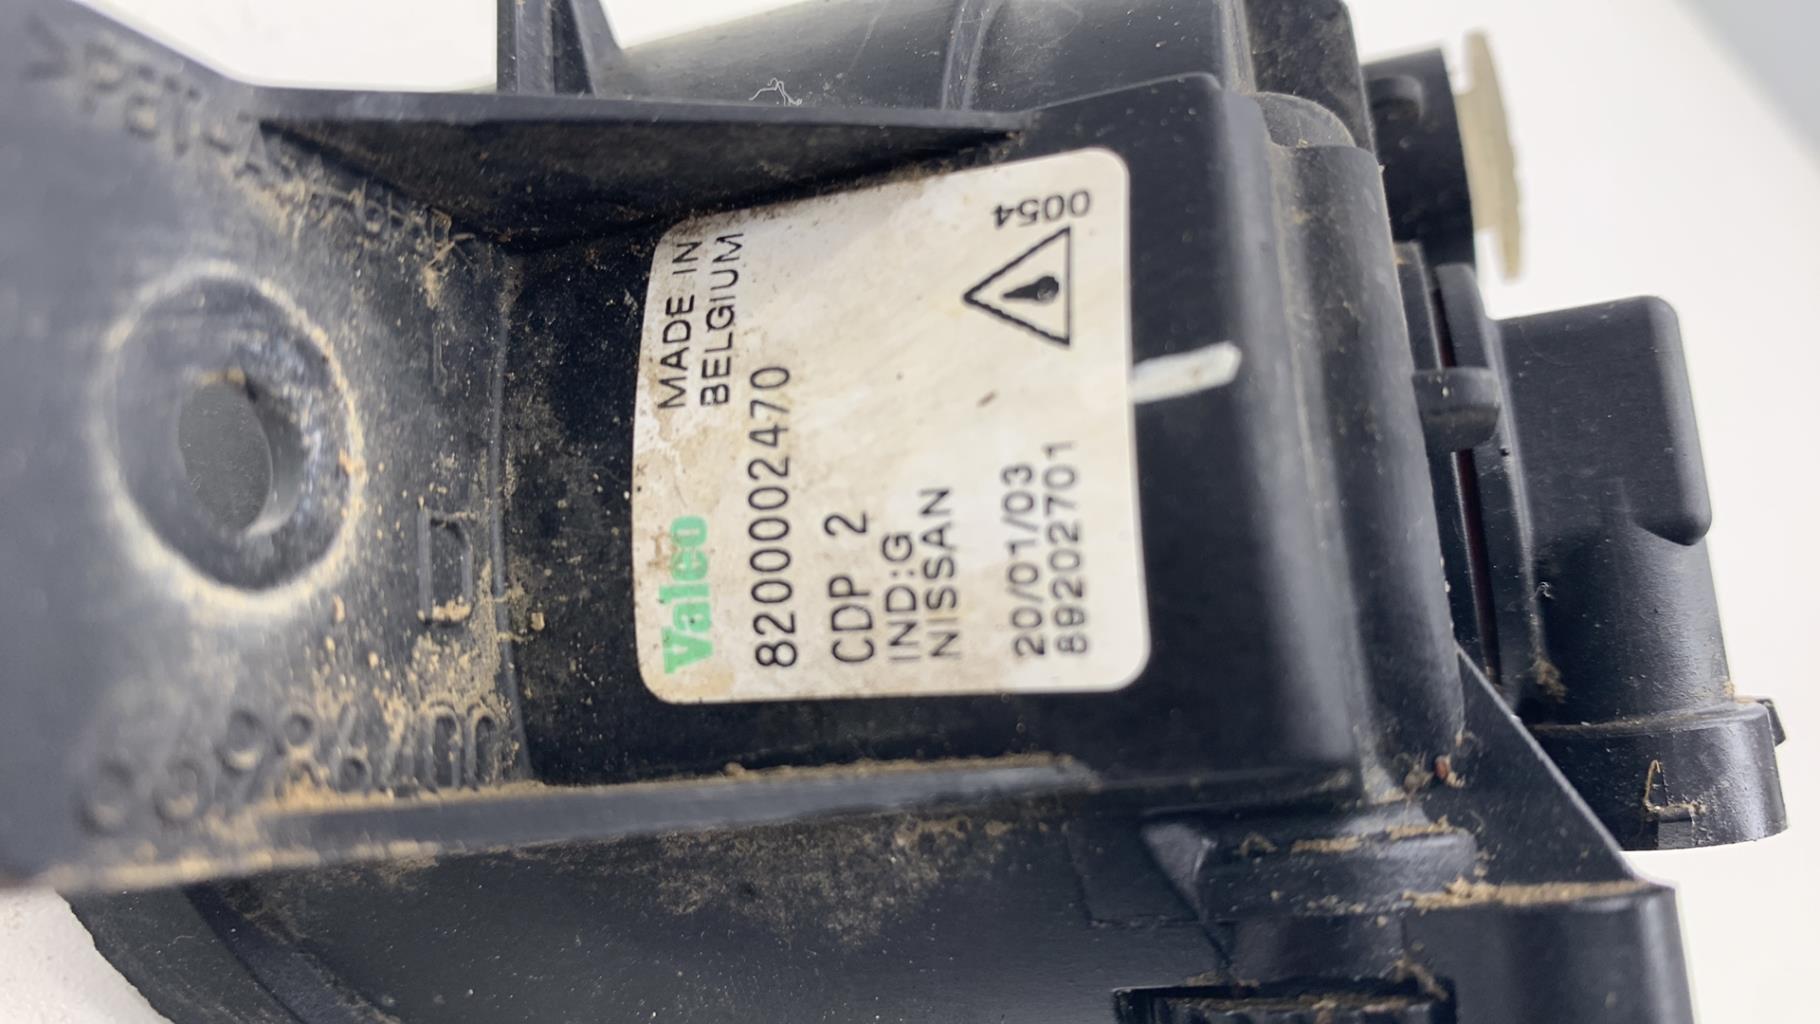 Valeo
MADE IN
BELGIUM
8200002470
CDP 2
IND:G
NISSAN
20/01/03
89202701
0054
D
L